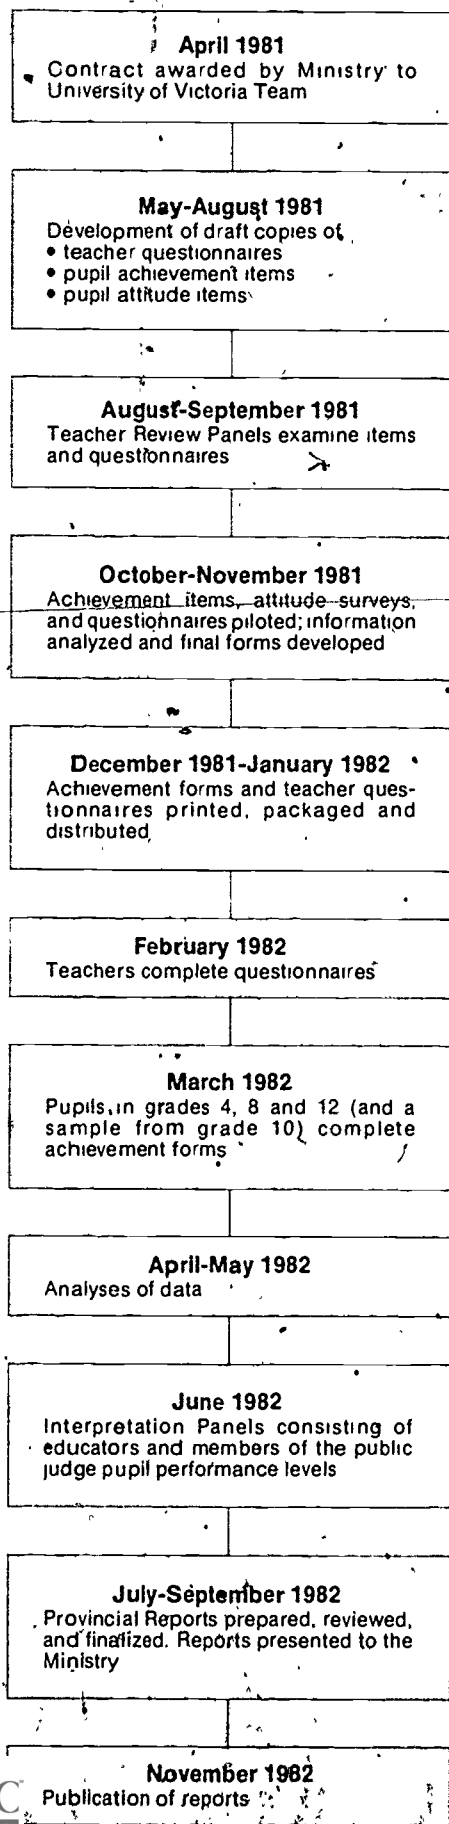 April 1981
Contract awarded by Ministry to
University of Victoria Team
May-August 1981
Development of draft copies of
• teacher questionnaires
• pupil achievement items
• pupil attitude items
August-September 1981
Teacher Review Panels examine items
and questionnaires
October-November 1981
Achievement items, attitude surveys,
and questionnaires piloted; information
analyzed and final forms developed
December 1981-January 1982
Achievement forms and teacher ques-
tionnaires printed, packaged and
distributed
February 1982
Teachers complete questionnaires
March 1982
Pupils in grades 4, 8 and 12 (and a
sample from grade 10) complete
achievement forms
April-May 1982
Analyses of data
June 1982
Interpretation Panels consisting of
educators and members of the public
judge pupil performance levels
July-September 1982
Provincial Reports prepared, reviewed,
and finalized. Reports presented to the
Ministry
November 1982
Publication of reports
C